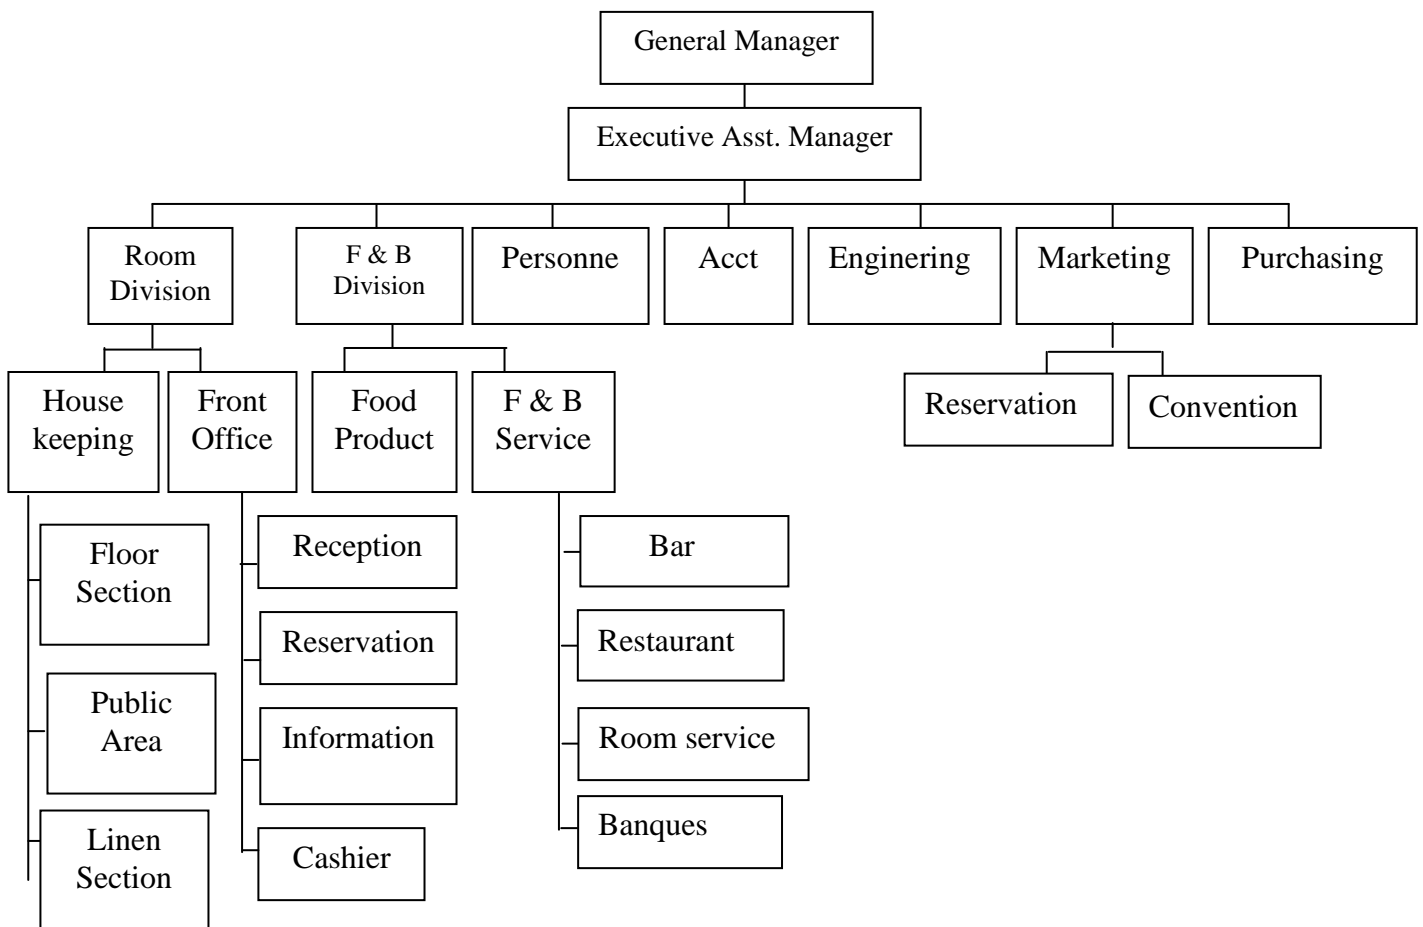 General Manager
Executive Asst. Manager
Room
Division
F & B
Division
Personne
Acct
Enginering
Marketing
Purchasing
House
keeping
Front
Office
Food
Product
F & B
Service
Reservation
Convention
Floor
Section
Public
Area
Linen
Section
Reception
Reservation
Information
Cashier
Bar
Restaurant
Room service
Banques